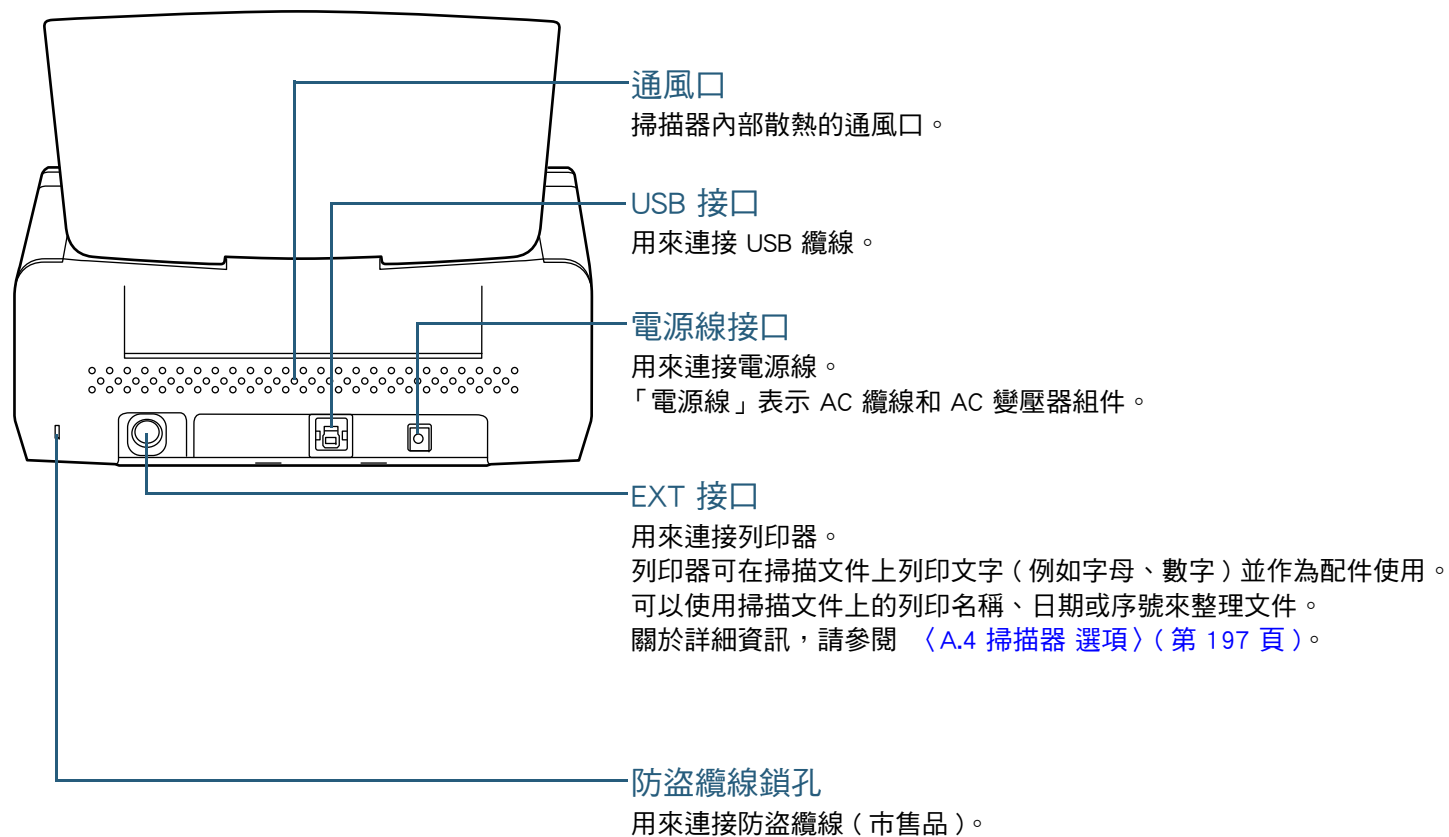 通風口
掃描器內部散熱的通風口。
USB 接口
用來連接 USB 纜線。
電源線接口
用來連接電源線。
「電源線」表示 AC 纜線和 AC 變壓器組件。
EXT 接口
用來連接列印器。
列印器可在掃描文件上列印文字 ( 例如字母、數字 ) 並作為配件使用。
可以使用掃描文件上的列印名稱、日期或序號來整理文件。
關於詳細資訊，請參閱 〈A.4 掃描器 選項〉( 第 197 頁 )。
防盜纜線鎖孔
用來連接防盜纜線 ( 市售品 )。